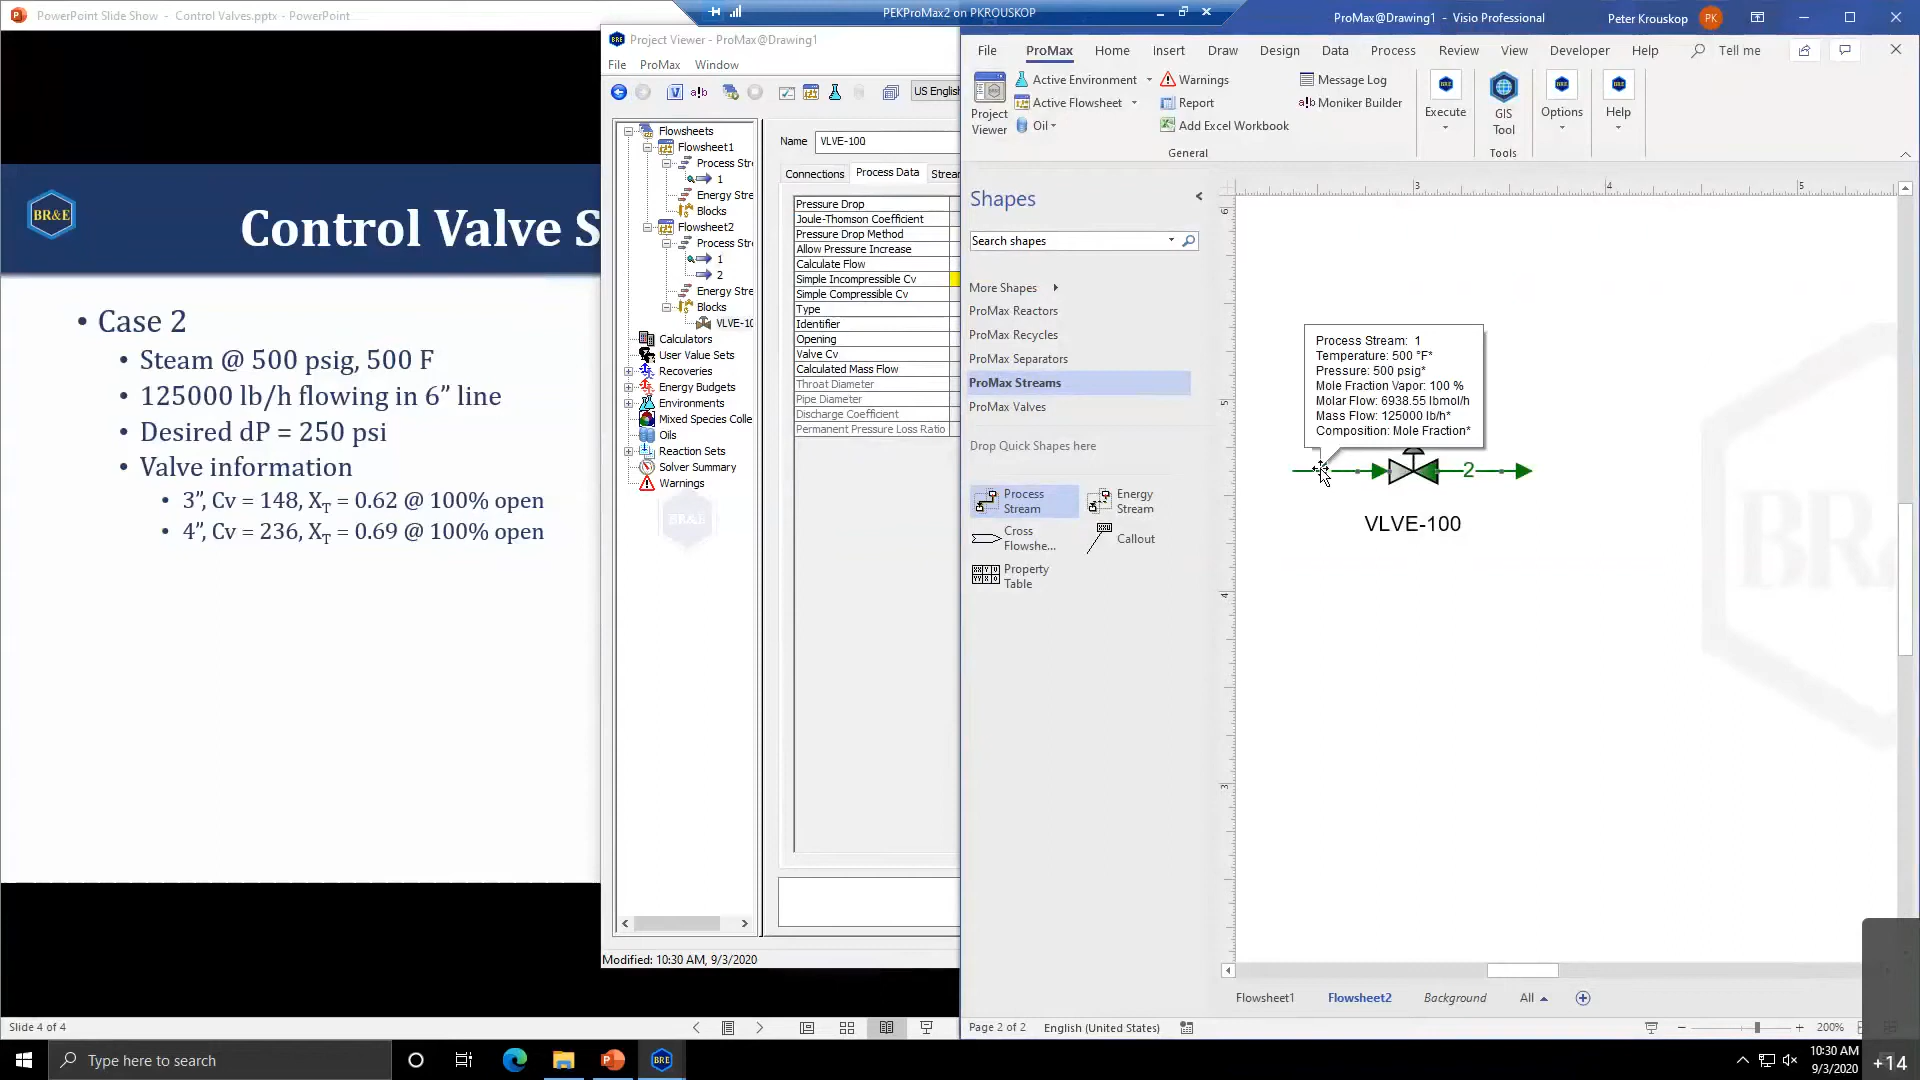 PowerPoint Slide Show - Control Valves.pptx - PowerPoint
BR&E
Control Valve S
Case 2
Steam @ 500 psig, 500 F
125000 lb/h flowing in 6” line
Desired dP = 250 psi
Valve information
3”, Cv = 148, XT = 0.62 @ 100% open
4”, Cv = 236, XT = 0.69 @ 100% open
Slide 4 of 4
PEKProMax2 on PKROUSKOP
Project Viewer - ProMax@Drawing1
File ProMax Window
a!b
US English
Flowsheets
Flowsheet1
Process Stre
1
Energy Stre
Blocks
Flowsheet2
Process Stre
1
2
Energy Stre
Blocks
VLVE-10
Calculators
User Value Sets
Recoveries
Energy Budgets
Environments
Mixed Species Colle
Oils
Reaction Sets
Solver Summary
Warnings
BR&E
Name VLVE-100
Connections Process Data Stream
Pressure Drop
Joule-Thomson Coefficient
Pressure Drop Method
Allow Pressure Increase
Calculate Flow
Simple Incompressible Cv
Simple Compressible Cv
Type
Identifier
Opening
Valve Cv
Calculated Mass Flow
Throat Diameter
Pipe Diameter
Discharge Coefficient
Permanent Pressure Loss Ratio
Modified: 10:30 AM, 9/3/2020
ProMax@Drawing1 - Visio Professional
Peter Krouskop PK
File ProMax Home Insert Draw Design Data Process Review View Developer Help Tell me
Project Viewer
Active Environment
Active Flowsheet
Oil
Warnings
Report
Add Excel Workbook
Message Log
a!b Moniker Builder
General
Execute
GIS Tool
Tools
Options
Help
Shapes
Search shapes
More Shapes
ProMax Reactors
ProMax Recycles
ProMax Separators
ProMax Streams
ProMax Valves
Drop Quick Shapes here
Process Stream
Energy Stream
Cross Flowshe...
Callout
Property Table
3 4 5
6
5
4
3
Process Stream: 1
Temperature: 500 °F*
Pressure: 500 psig*
Mole Fraction Vapor: 100 %
Molar Flow: 6938.55 lbmol/h
Mass Flow: 125000 lb/h*
Composition: Mole Fraction*
2
VLVE-100
BR&
Flowsheet1 Flowsheet2 Background All
Page 2 of 2 English (United States)
200%
Type here to search
BRE
10:30 AM
9/3/2020
+14